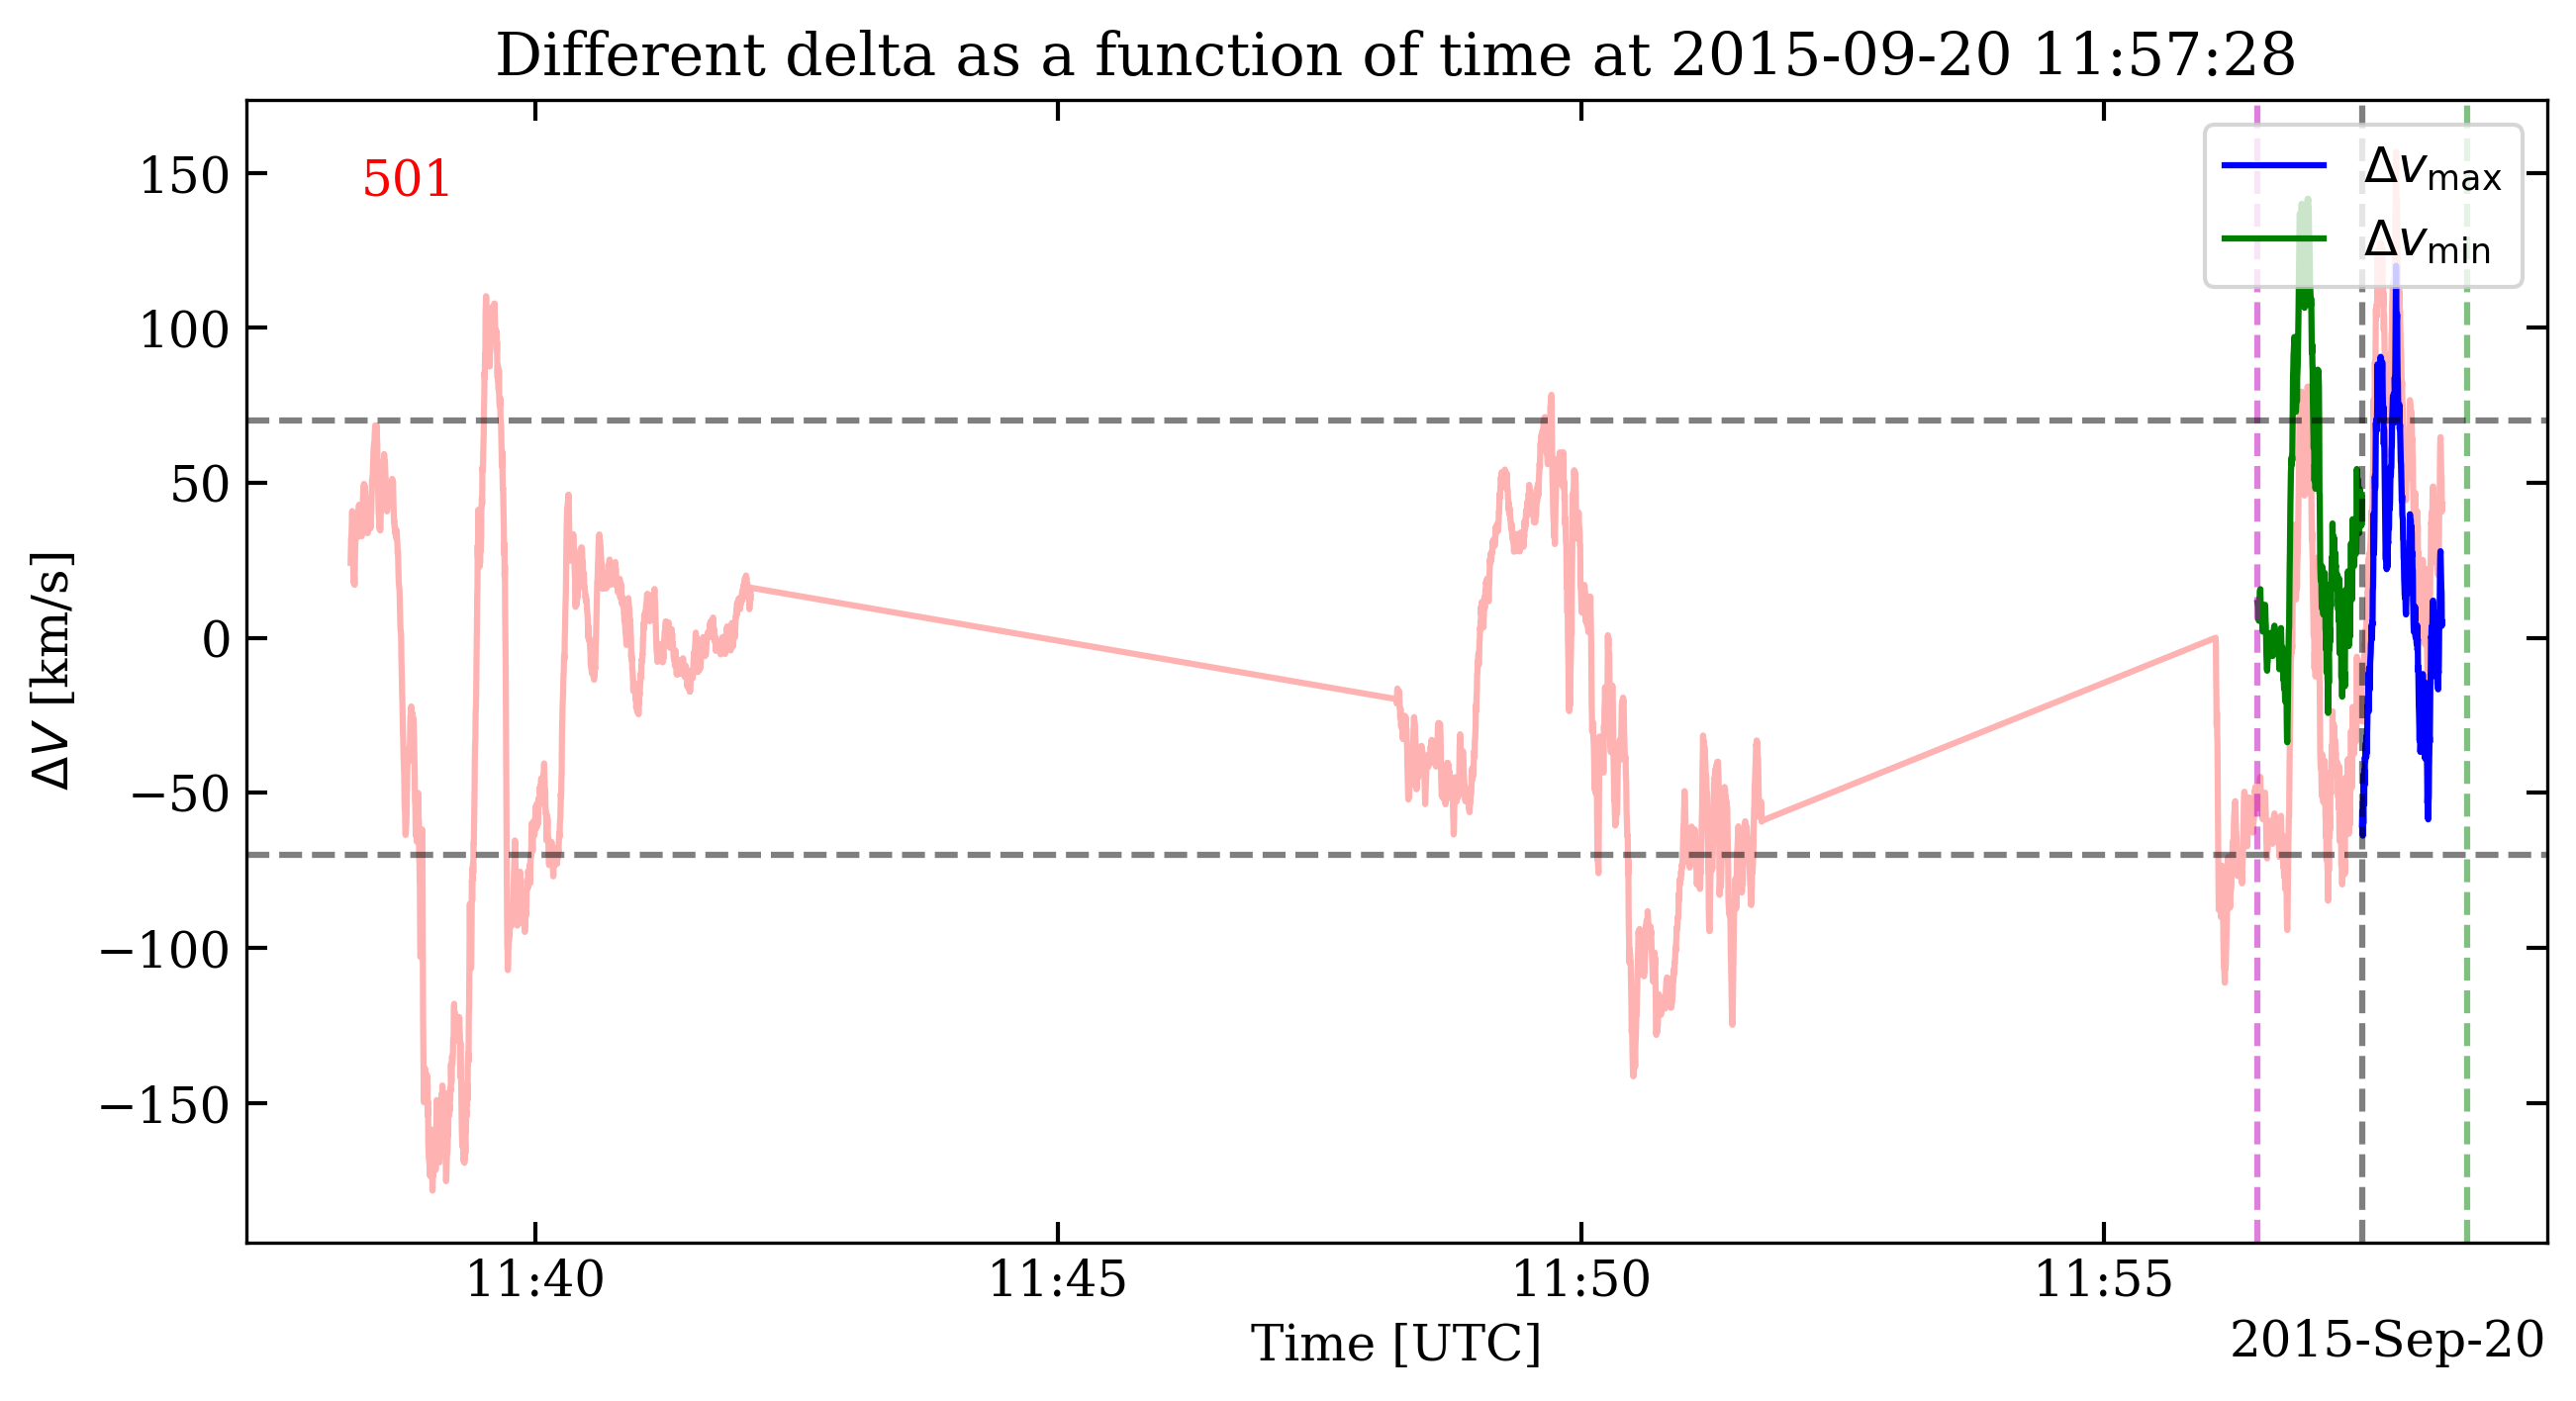 Different delta as a function of time at 2015-09-20 11:57:28
501
Δv_max
Δv_min
ΔV [km/s]
150
100
50
0
−50
−100
−150
11:40
11:45
11:50
11:55
Time [UTC]
2015-Sep-20